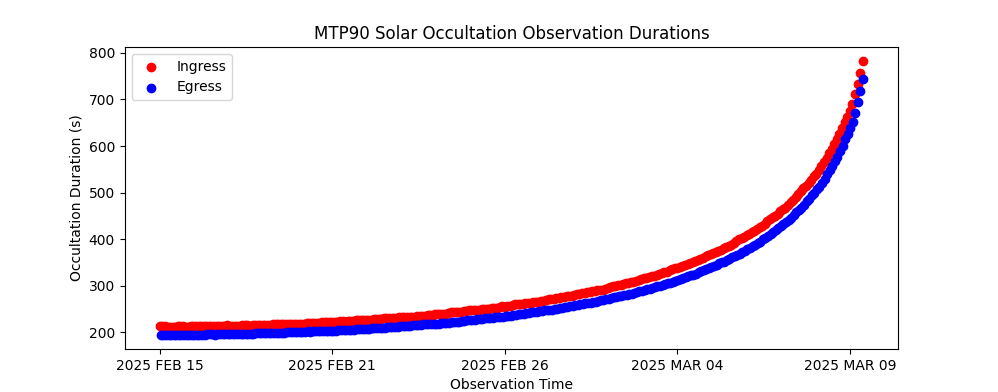 MTP90 Solar Occultation Observation Durations
Ingress
Egress
Occultation Duration (s)
800
700
600
500
400
300
200
2025 FEB 15
2025 FEB 21
2025 FEB 26
2025 MAR 04
2025 MAR 09
Observation Time